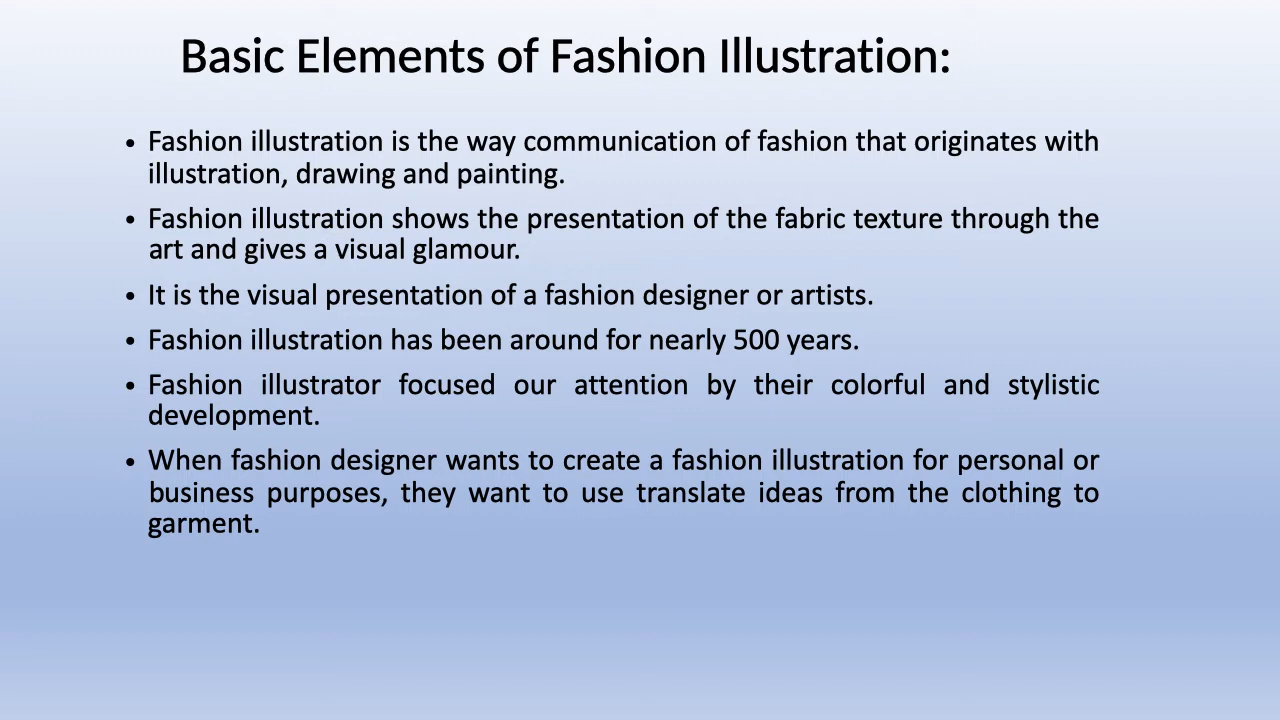 Basic Elements of Fashion Illustration:
• Fashion illustration is the way communication of fashion that originates with
illustration, drawing and painting.
• Fashion illustration shows the presentation of the fabric texture through the
art and gives a visual glamour.
• It is the visual presentation of a fashion designer or artists.
• Fashion illustration has been around for nearly 500 years.
• Fashion illustrator focused our attention by their colorful and stylistic
development.
• When fashion designer wants to create a fashion illustration for personal or
business purposes, they want to use translate ideas from the clothing to
garment.